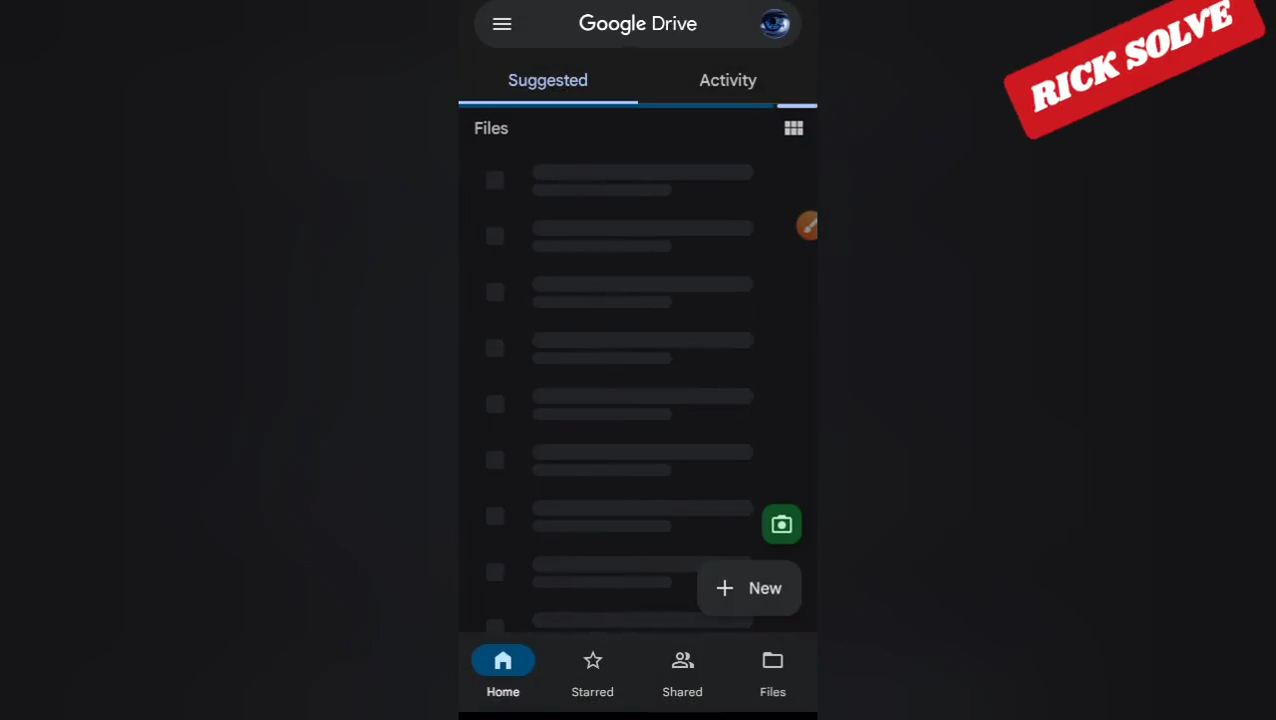 Google Drive
RICK SOLVE
Suggested
Activity
Files
New
Home
Starred
Shared
Files